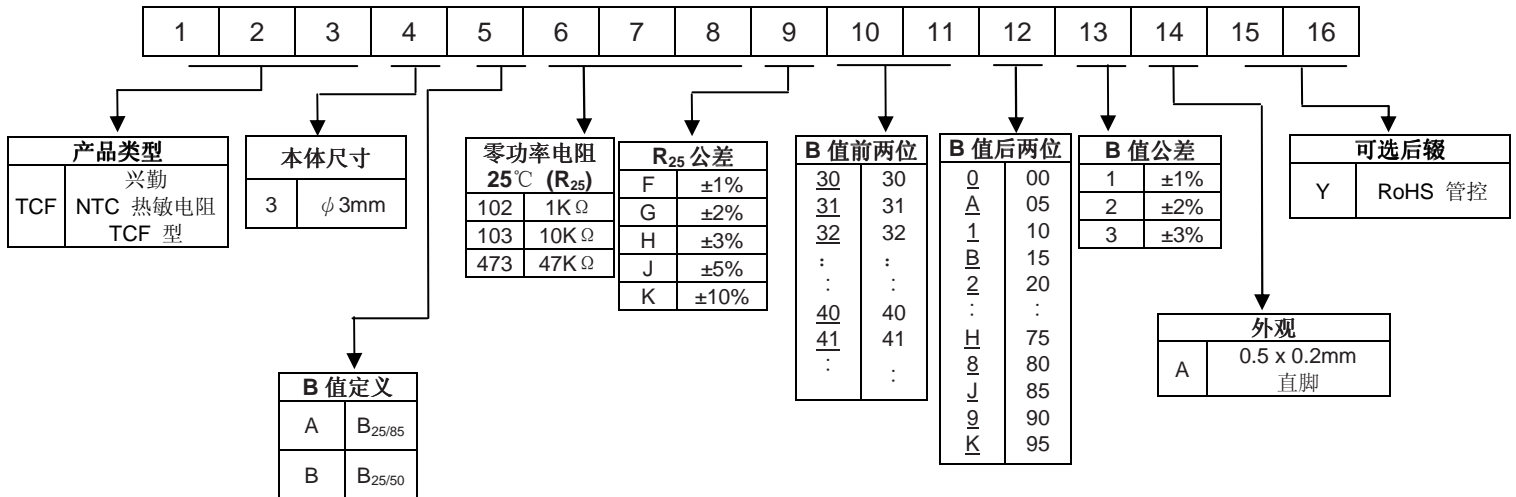 1 2 3 4 5 6 7 8 9 10 11 12 13 14 15 16
产品类型
TCF
兴勤
NTC 热敏电阻
TCF 型
本体尺寸
3 ϕ3mm
B 值定义
A B25/85
B B25/50
零功率电阻
25℃ (R25)
102 1KΩ
103 10KΩ
473 47KΩ
R25 公差
F ±1%
G ±2%
H ±3%
J ±5%
K ±10%
B 值前两位
30 30
31 31
32 32
: :
: :
40 40
41 41
: :
B 值后两位
0 00
A 05
1 10
B 15
2 20
: :
H 75
8 80
J 85
9 90
K 95
B 值公差
1 ±1%
2 ±2%
3 ±3%
外观
A
0.5 x 0.2mm
直脚
可选后辍
Y RoHS 管控